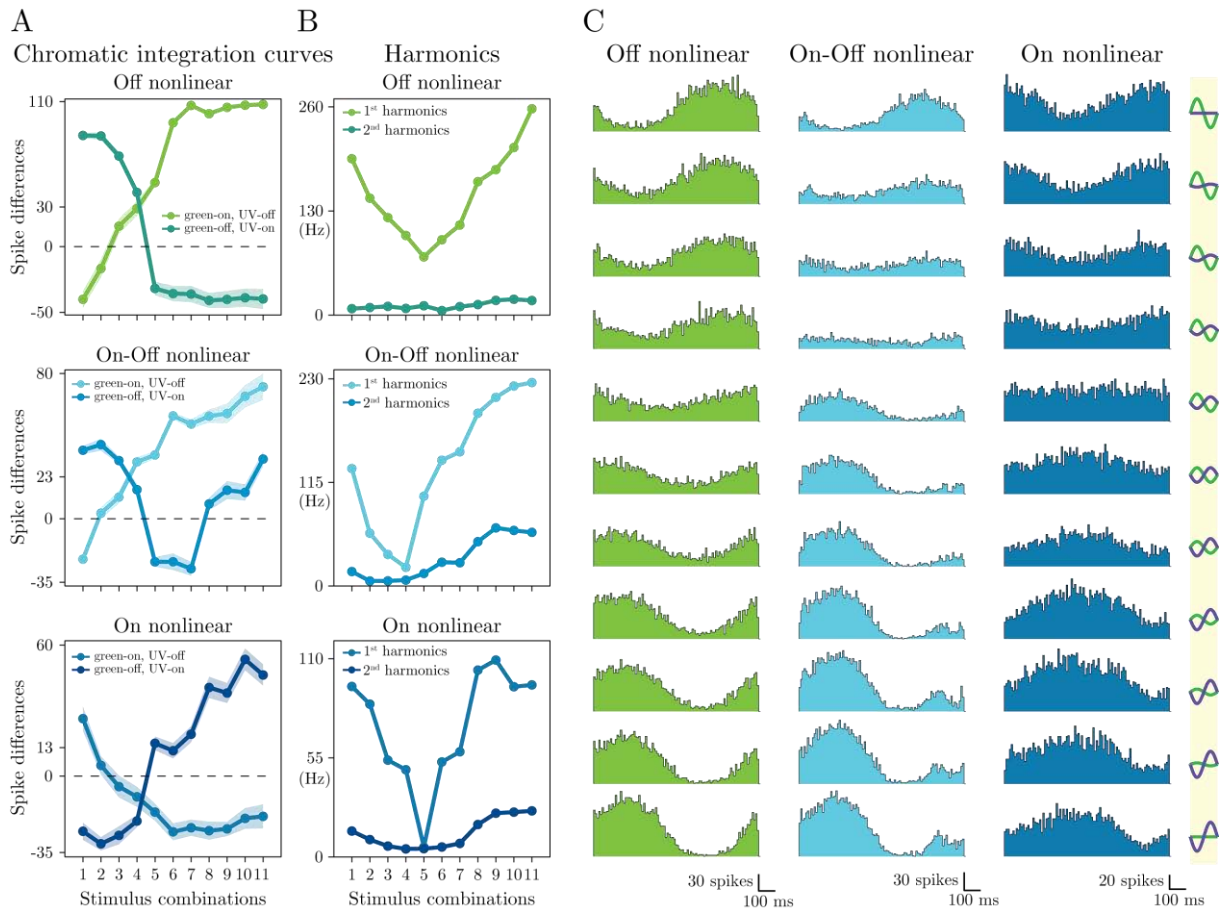 A
Chromatic integration curves
Off nonlinear
110
30
0
-50
Spike differences
green-on, UV-off
green-off, UV-on
On-Off nonlinear
80
23
0
-35
Spike differences
green-on, UV-off
green-off, UV-on
On nonlinear
60
13
0
-35
Spike differences
green-on, UV-off
green-off, UV-on
1 2 3 4 5 6 7 8 9 10 11
Stimulus combinations
B
Harmonics
Off nonlinear
260
130
(Hz)
0
1st harmonics
2nd harmonics
On-Off nonlinear
230
115
(Hz)
0
1st harmonics
2nd harmonics
On nonlinear
110
55
(Hz)
0
1st harmonics
2nd harmonics
1 2 3 4 5 6 7 8 9 10 11
Stimulus combinations
C
Off nonlinear On-Off nonlinear On nonlinear
30 spikes
100 ms
30 spikes
100 ms
20 spikes
100 ms